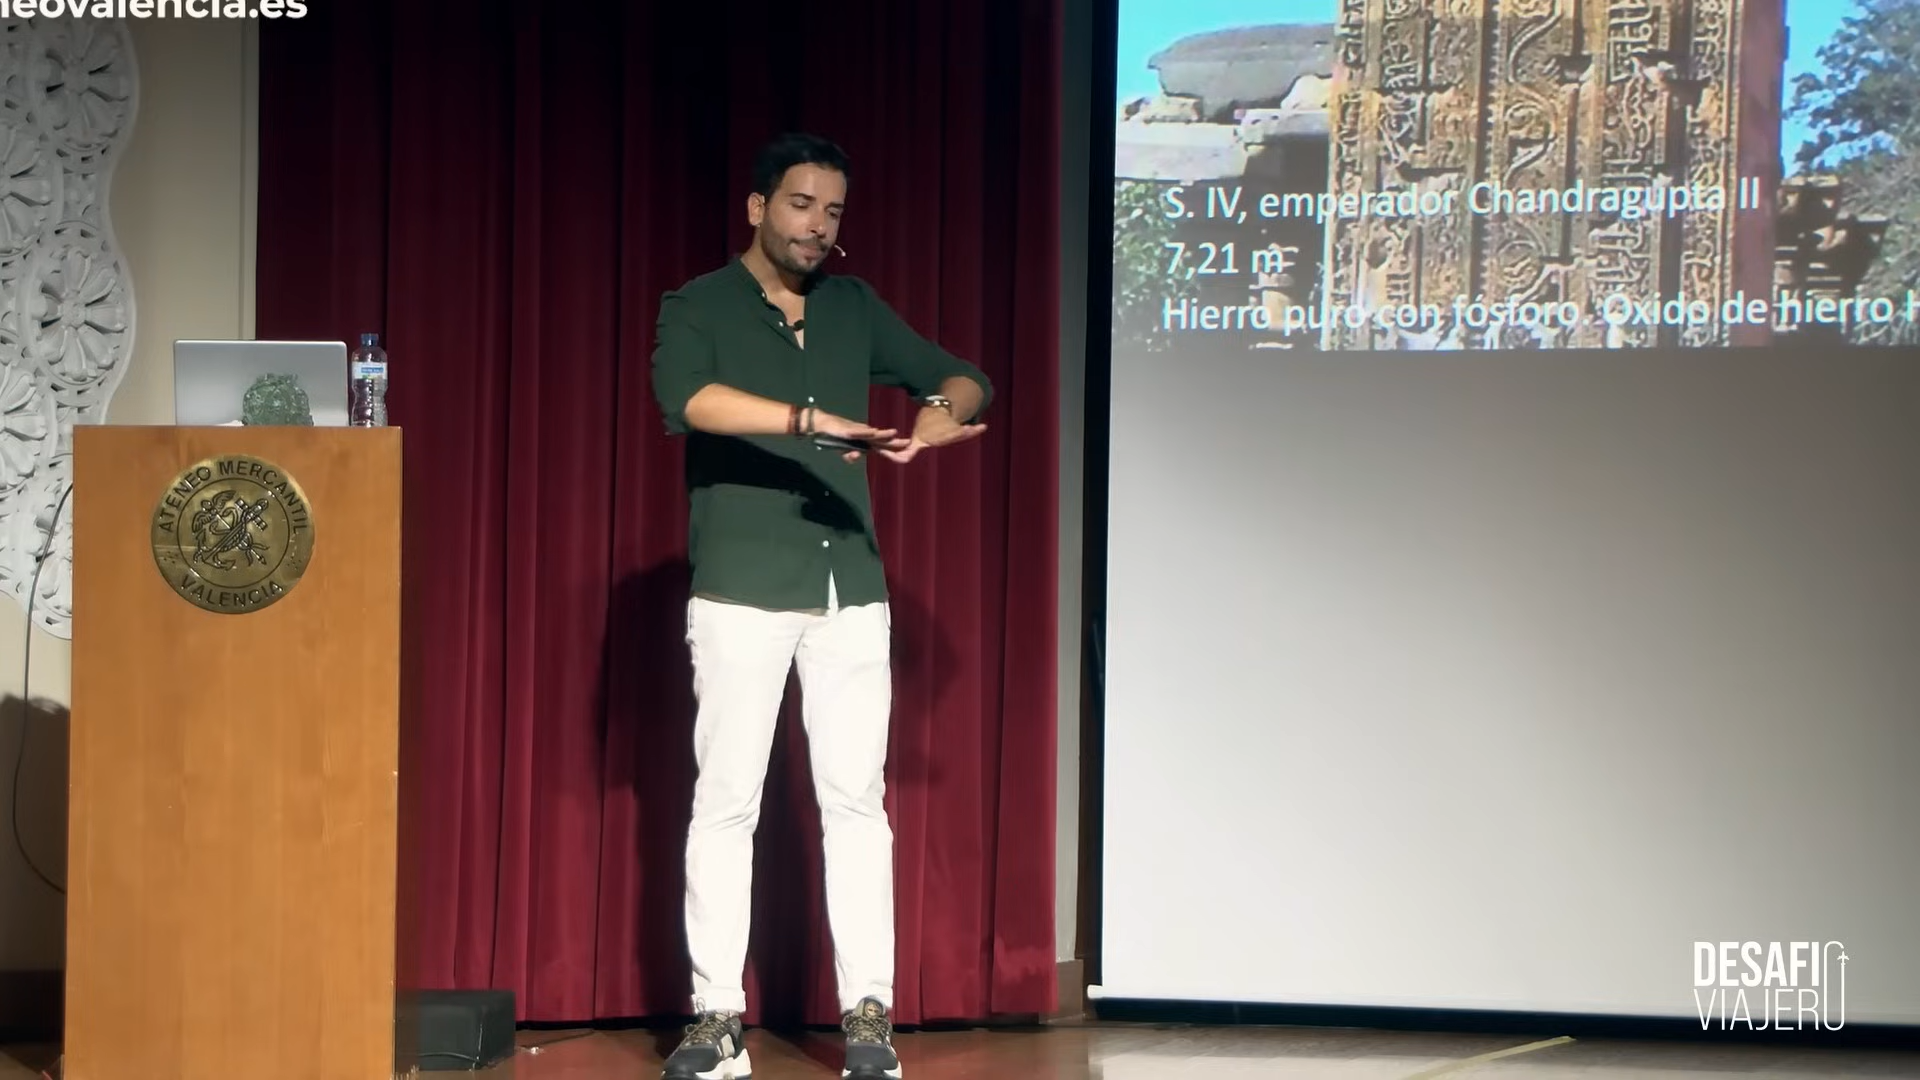 neovalencia.es
S. IV, emperador Chandragupta II
7,21 m
Hierro puro con fósforo. Óxido de hierro H
ATENEO MERCANTIL
VALENCIA
DESAFIO
VIAJERO